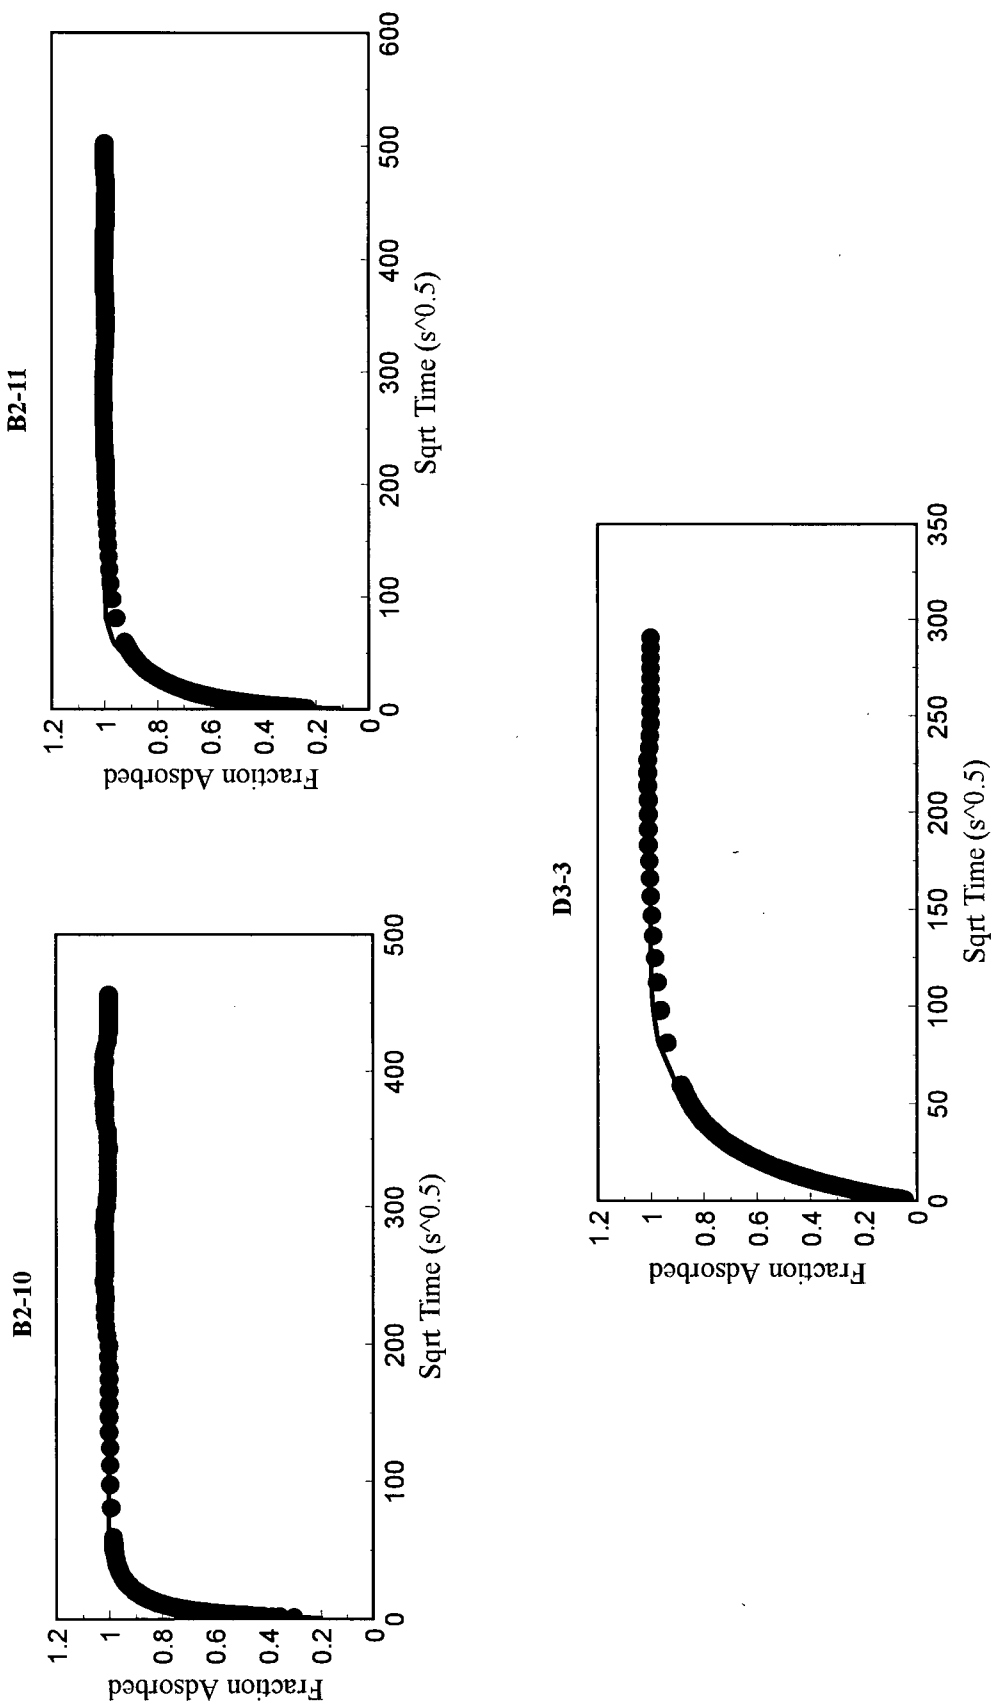 B2-10
1.2
1
0.8
0.6
0.4
0.2
0
Fraction Adsorbed
0 100 200 300 400 500
Sqrt Time (s^0.5)
B2-11
1.2
1
0.8
0.6
0.4
0.2
0
Fraction Adsorbed
0 100 200 300 400 500 600
Sqrt Time (s^0.5)
D3-3
1.2
1
0.8
0.6
0.4
0.2
0
Fraction Adsorbed
0 50 100 150 200 250 300 350
Sqrt Time (s^0.5)